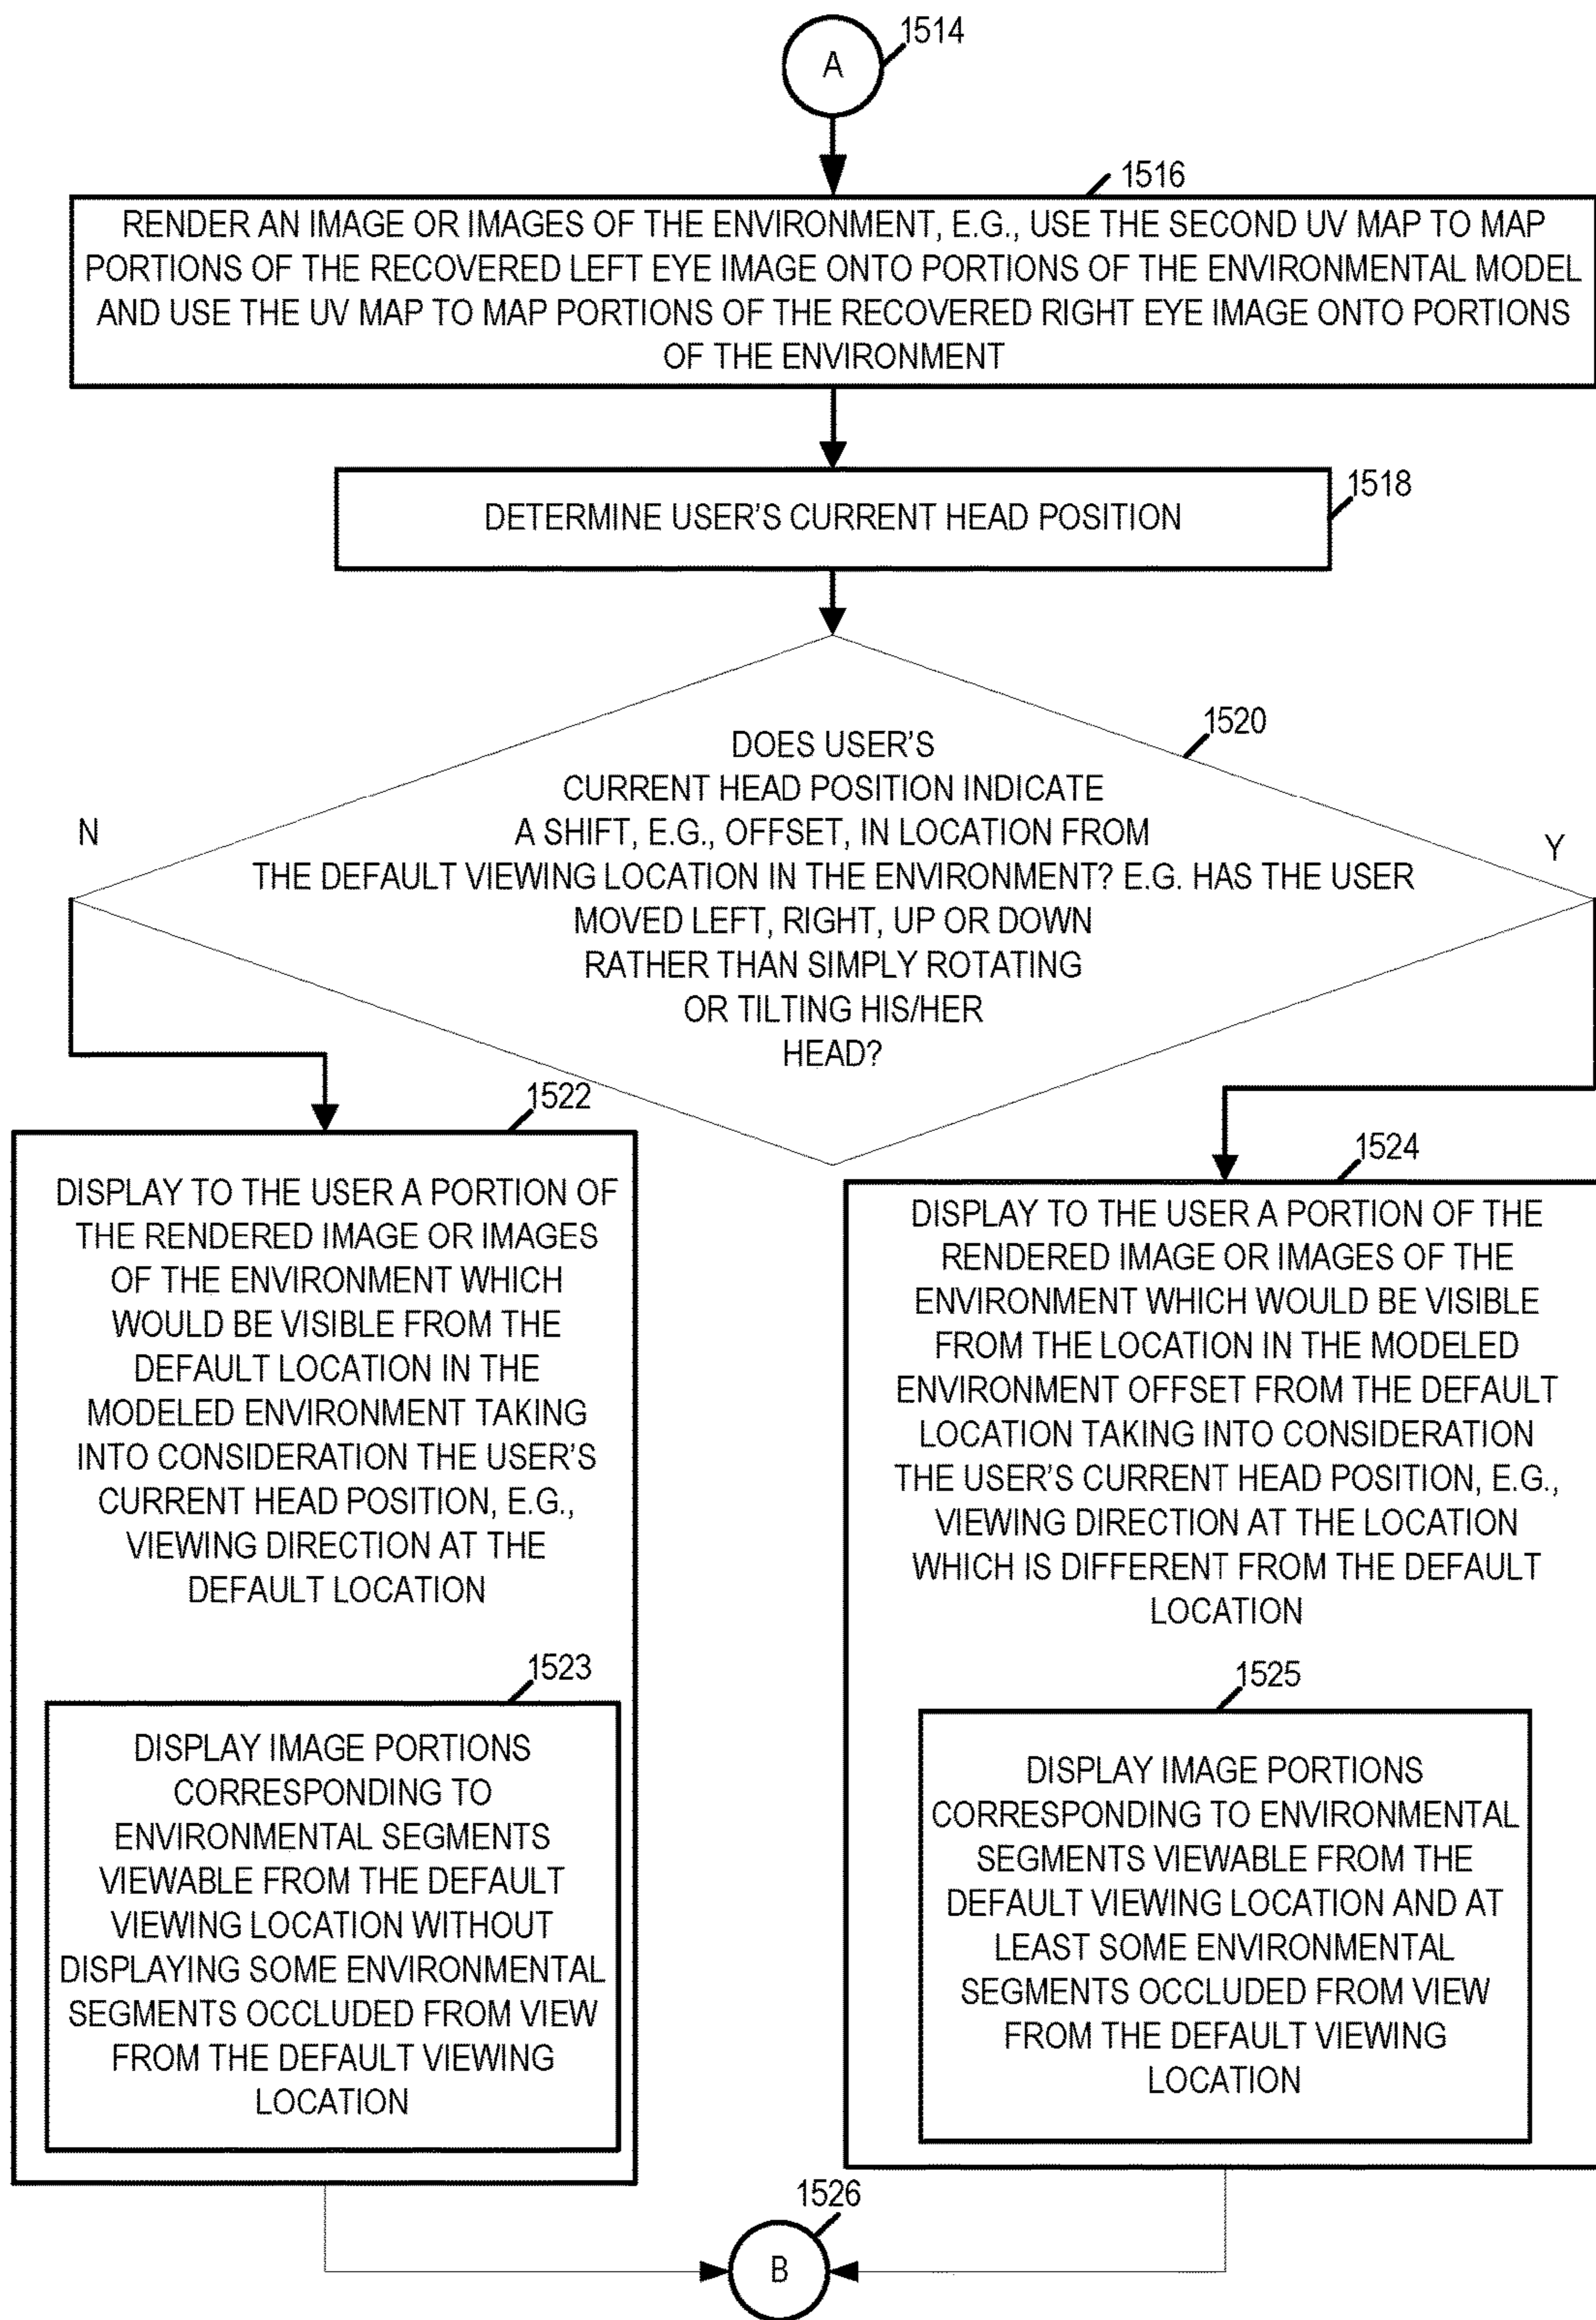 A
1514
1516
RENDER AN IMAGE OR IMAGES OF THE ENVIRONMENT, E.G., USE THE SECOND UV MAP TO MAP
PORTIONS OF THE RECOVERED LEFT EYE IMAGE ONTO PORTIONS OF THE ENVIRONMENTAL MODEL
AND USE THE UV MAP TO MAP PORTIONS OF THE RECOVERED RIGHT EYE IMAGE ONTO PORTIONS
OF THE ENVIRONMENT
1518
DETERMINE USER'S CURRENT HEAD POSITION
1520
DOES USER'S
CURRENT HEAD POSITION INDICATE
A SHIFT, E.G., OFFSET, IN LOCATION FROM
THE DEFAULT VIEWING LOCATION IN THE ENVIRONMENT? E.G. HAS THE USER
MOVED LEFT, RIGHT, UP OR DOWN
RATHER THAN SIMPLY ROTATING
OR TILTING HIS/HER
HEAD?
N
Y
1522
DISPLAY TO THE USER A PORTION OF
THE RENDERED IMAGE OR IMAGES
OF THE ENVIRONMENT WHICH
WOULD BE VISIBLE FROM THE
DEFAULT LOCATION IN THE
MODELED ENVIRONMENT TAKING
INTO CONSIDERATION THE USER'S
CURRENT HEAD POSITION, E.G.,
VIEWING DIRECTION AT THE
DEFAULT LOCATION
1523
DISPLAY IMAGE PORTIONS
CORRESPONDING TO
ENVIRONMENTAL SEGMENTS
VIEWABLE FROM THE DEFAULT
VIEWING LOCATION WITHOUT
DISPLAYING SOME ENVIRONMENTAL
SEGMENTS OCCLUDED FROM VIEW
FROM THE DEFAULT VIEWING
LOCATION
1524
DISPLAY TO THE USER A PORTION OF THE
RENDERED IMAGE OR IMAGES OF THE
ENVIRONMENT WHICH WOULD BE VISIBLE
FROM THE LOCATION IN THE MODELED
ENVIRONMENT OFFSET FROM THE DEFAULT
LOCATION TAKING INTO CONSIDERATION
THE USER'S CURRENT HEAD POSITION, E.G.,
VIEWING DIRECTION AT THE LOCATION
WHICH IS DIFFERENT FROM THE DEFAULT
LOCATION
1525
DISPLAY IMAGE PORTIONS
CORRESPONDING TO ENVIRONMENTAL
SEGMENTS VIEWABLE FROM THE
DEFAULT VIEWING LOCATION AND AT
LEAST SOME ENVIRONMENTAL
SEGMENTS OCCLUDED FROM VIEW
FROM THE DEFAULT VIEWING
LOCATION
1526
B